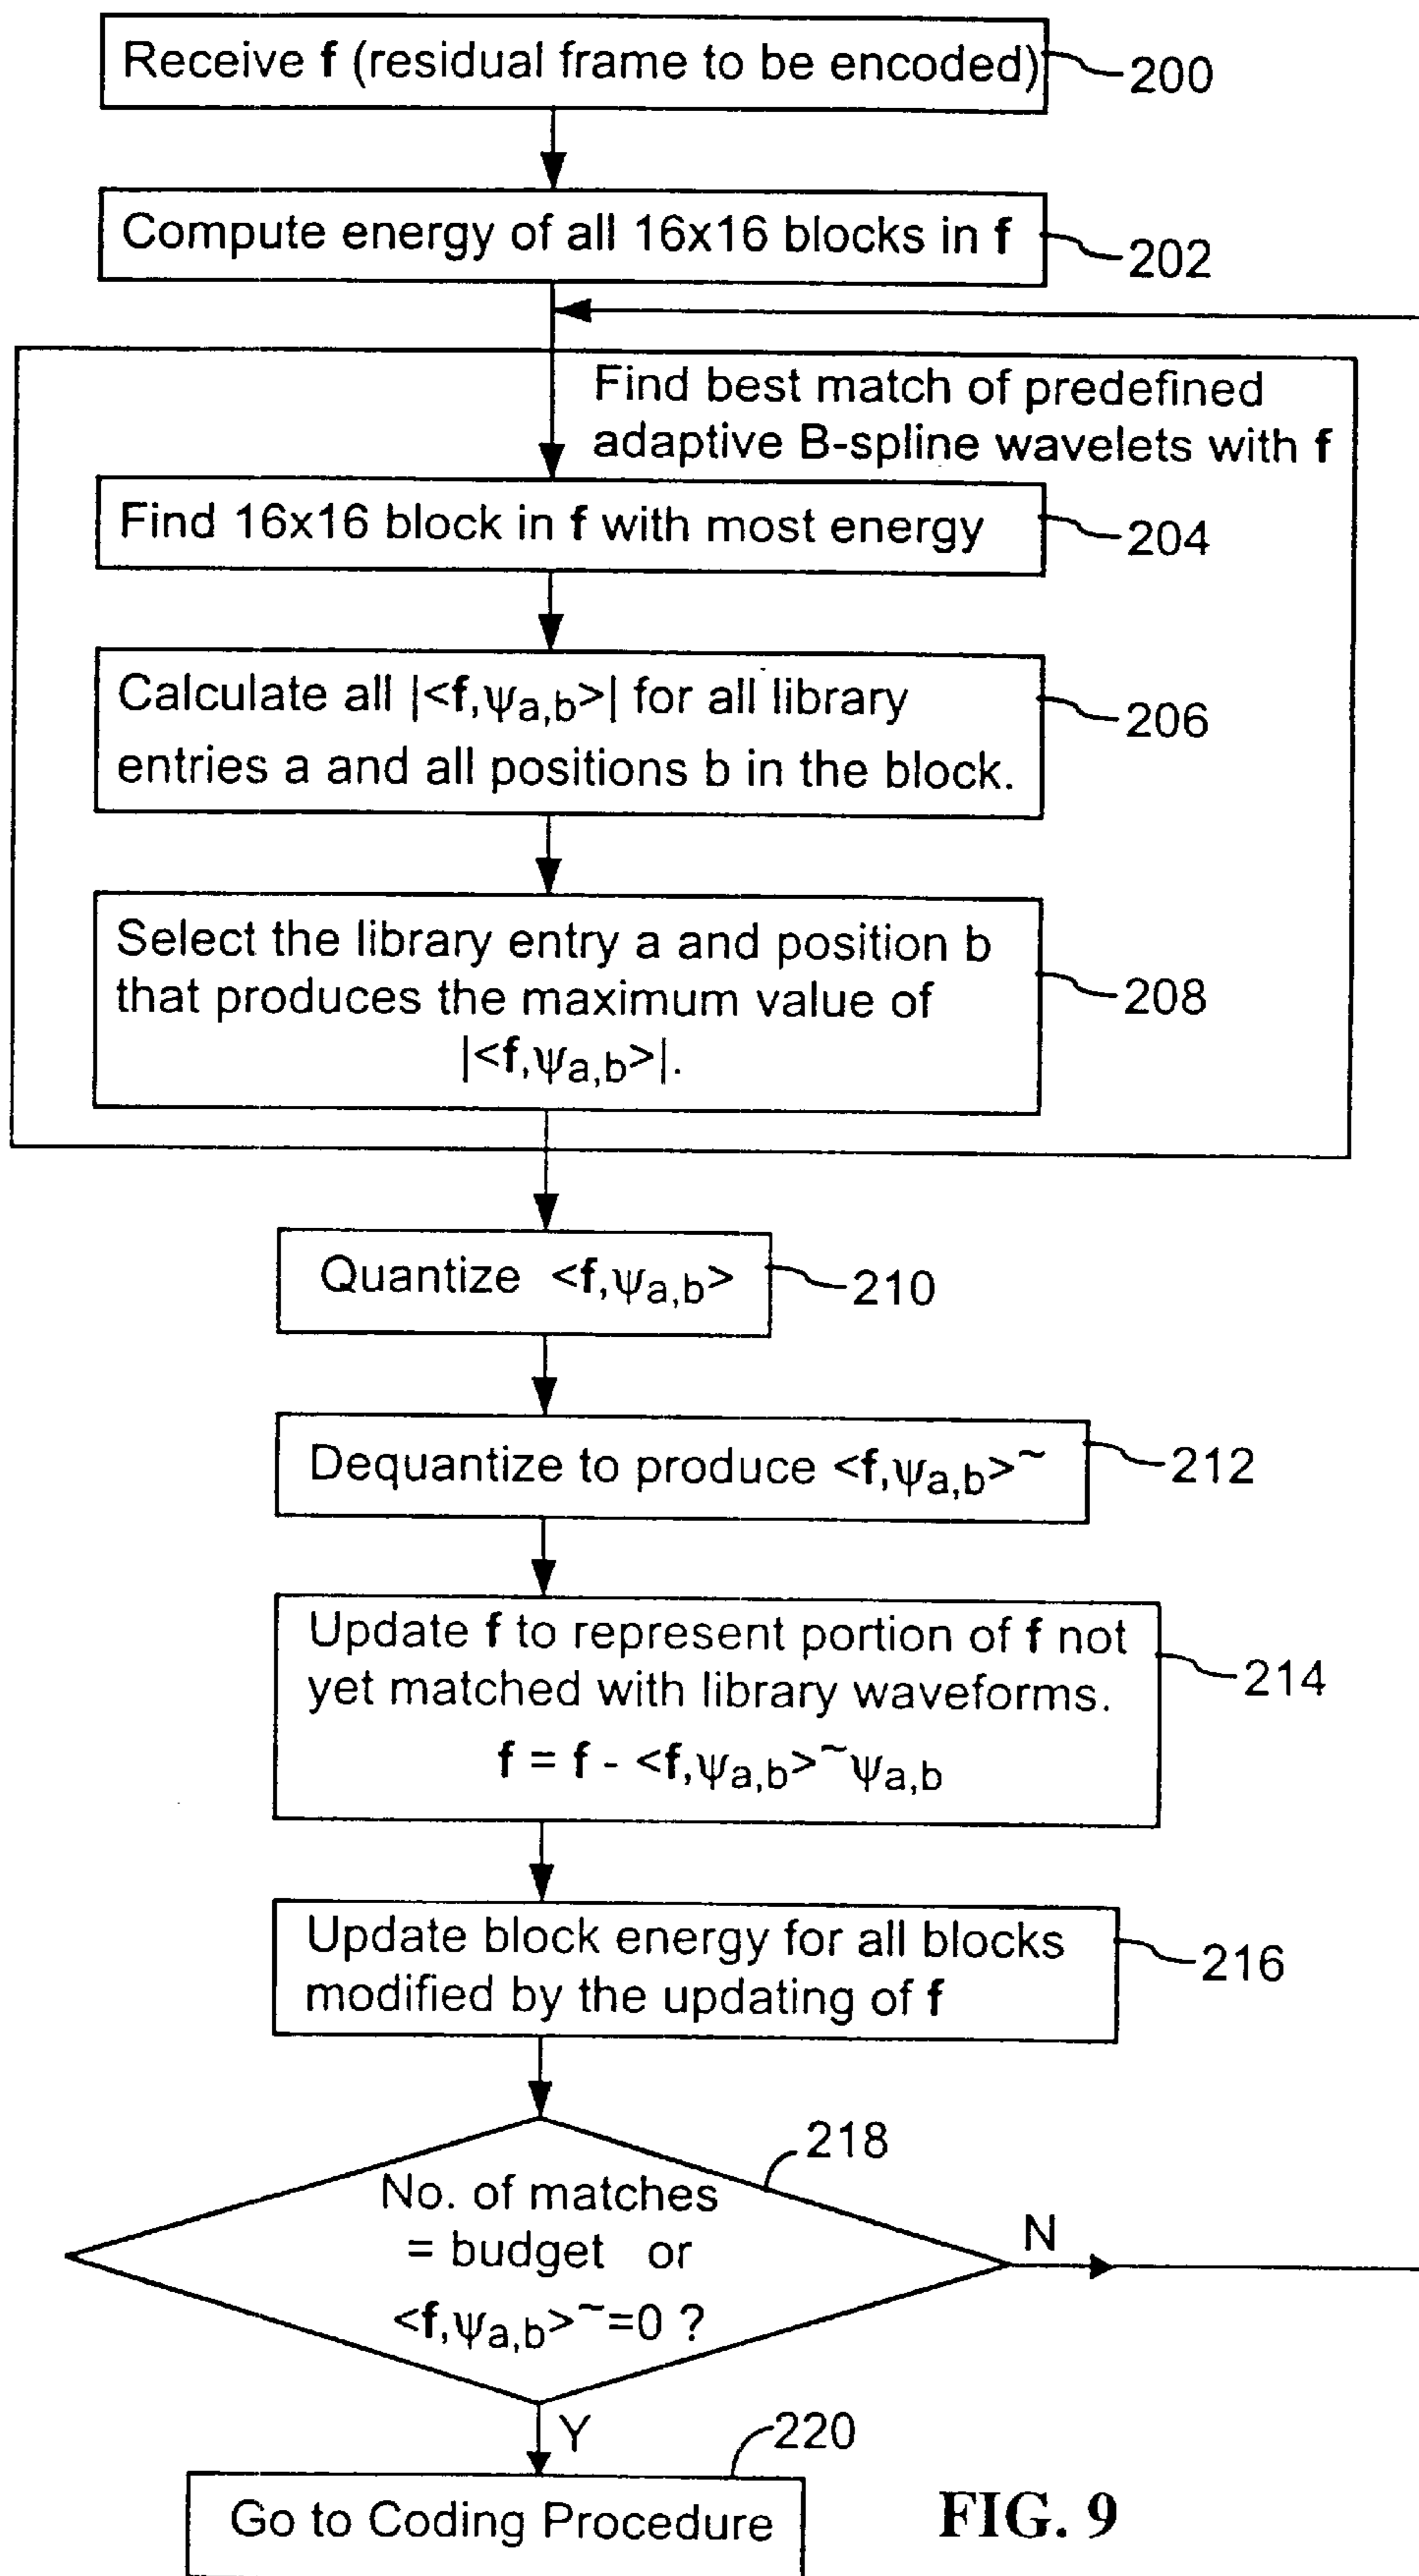 Receive f (residual frame to be encoded)
200
Compute energy of all 16x16 blocks in f
202
Find best match of predefined
adaptive B-spline wavelets with f
Find 16x16 block in f with most energy
204
Calculate all |<f,ψa,b>| for all library
entries a and all positions b in the block.
206
Select the library entry a and position b
that produces the maximum value of
|<f,ψa,b>|.
208
Quantize <f,ψa,b>
210
Dequantize to produce <f,ψa,b>~
212
Update f to represent portion of f not
yet matched with library waveforms.
f = f - <f,ψa,b>~ψa,b
214
Update block energy for all blocks
modified by the updating of f
216
218
No. of matches
= budget or
<f,ψa,b>~=0 ?
N
Y
220
Go to Coding Procedure
FIG. 9